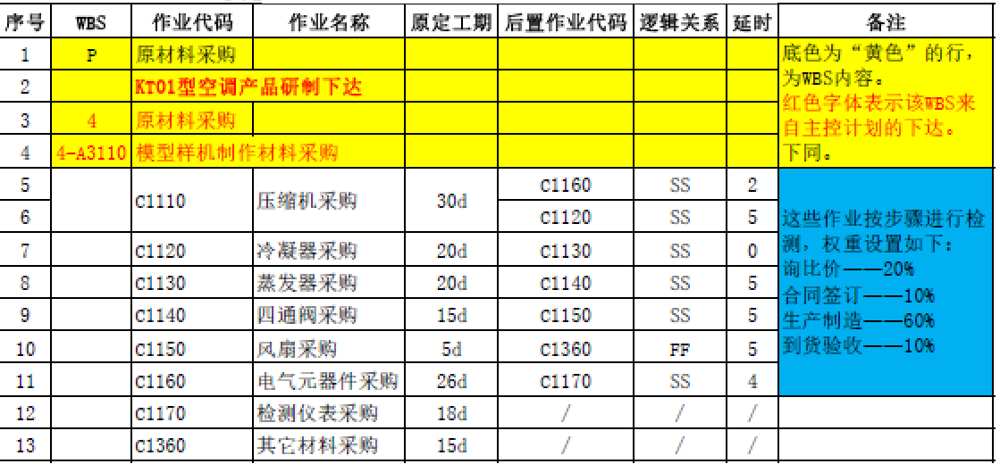 序号 WBS 作业代码 作业名称 原定工期 后置作业代码 逻辑关系 延时 备注
1 P 原材料采购
2 KT01型空调产品研制下达
3 4 原材料采购
4 4-A3110 模型样机制作材料采购
底色为“黄色”的行，
为WBS内容。
红色字体表示该WBS来
自主控计划的下达。
下同。
5 C1110 压缩机采购 30d C1160 SS 2
6 C1120 SS 5
7 C1120 冷凝器采购 20d C1130 SS 0
8 C1130 蒸发器采购 20d C1140 SS 5
9 C1140 四通阀采购 15d C1150 SS 5
10 C1150 风扇采购 5d C1360 FF 5
11 C1160 电气元器件采购 26d C1170 SS 4
这些作业按步骤进行检
测，权重设置如下：
询比价——20%
合同签订——10%
生产制造——60%
到货验收——10%
12 C1170 检测仪表采购 18d / / /
13 C1360 其它材料采购 15d / / /